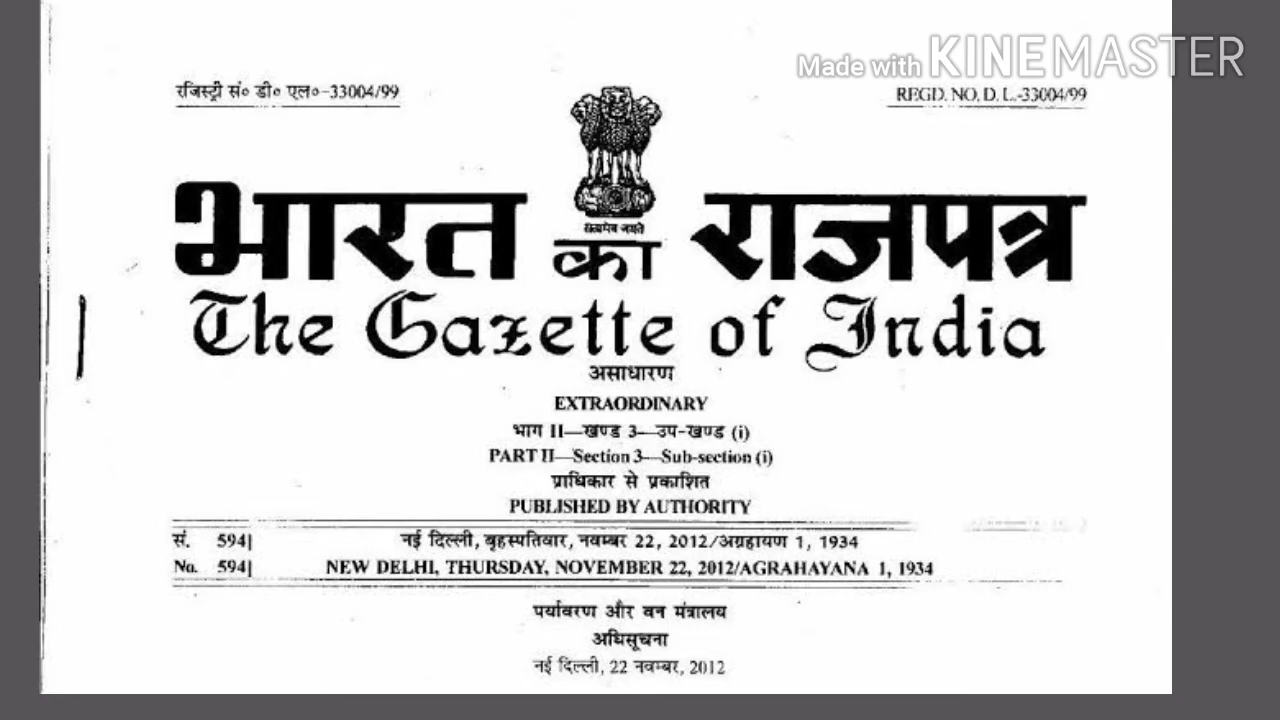 Made with KINEMASTER
रजिस्ट्री सं० डी० एल०-33004/99
REGD. NO. D. L.-33004/99
सत्यमेव जयते
भारत का राजपत्र
The Gazette of India
असाधारण
EXTRAORDINARY
भाग II—खण्ड 3—उप-खण्ड (i)
PART II—Section 3—Sub-section (i)
प्राधिकार से प्रकाशित
PUBLISHED BY AUTHORITY
सं. 594] नई दिल्ली, बृहस्पतिवार, नवम्बर 22, 2012/अग्रहायण 1, 1934
No. 594] NEW DELHI, THURSDAY, NOVEMBER 22, 2012/AGRAHAYANA 1, 1934
पर्यावरण और वन मंत्रालय
अधिसूचना
नई दिल्ली, 22 नवम्बर, 2012